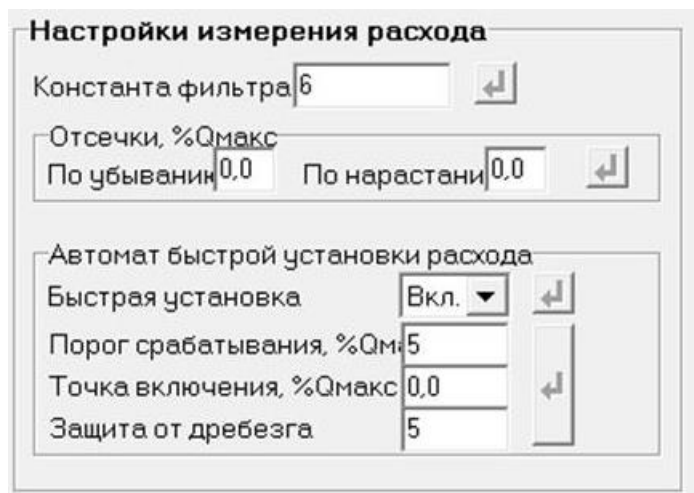 Настройки измерения расхода
Константа фильтра 6
Отсечки, %Qмакс
По убыванию 0,0 По нарастани 0,0
Автомат быстрой установки расхода
Быстрая установка Вкл.
Порог срабатывания, %Qма 5
Точка включения, %Qмакс 0,0
Защита от дребезга 5